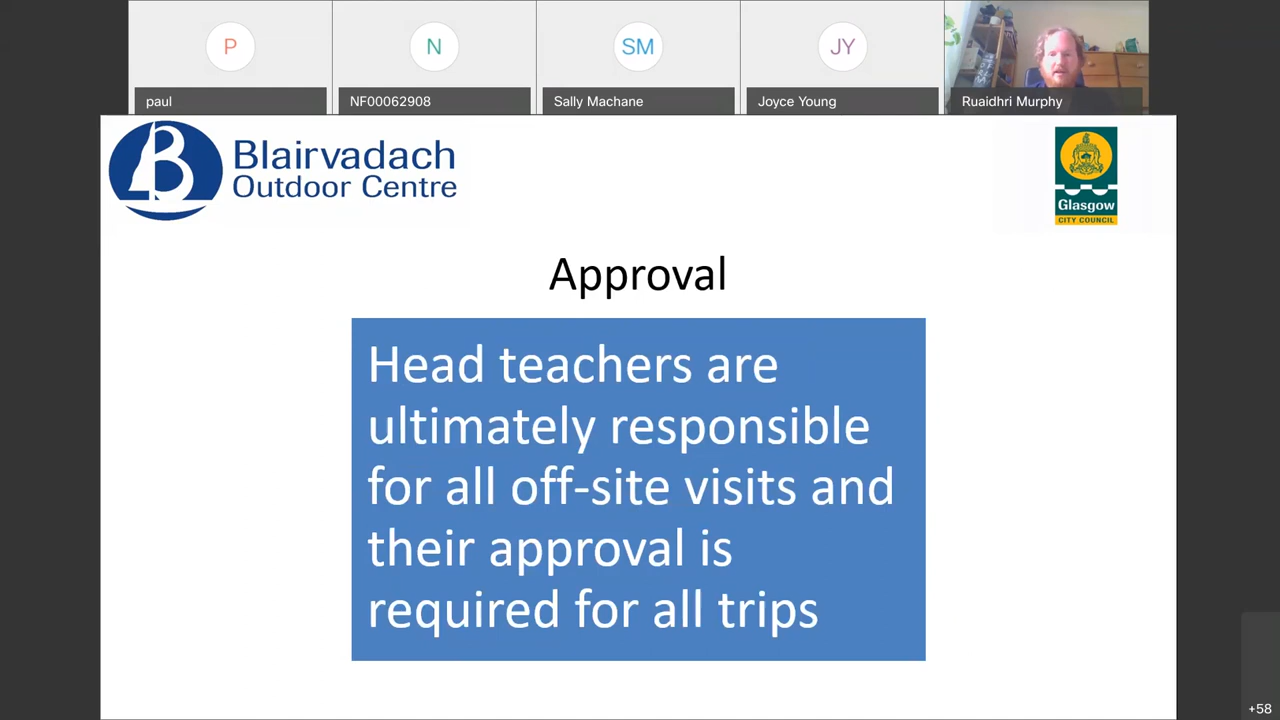 P
N
SM
JY
paul
NF00062908
Sally Machane
Joyce Young
Ruaidhri Murphy
B
Blairvadach
Outdoor Centre
Glasgow
CITY COUNCIL
Approval
Head teachers are
ultimately responsible
for all off-site visits and
their approval is
required for all trips
+58